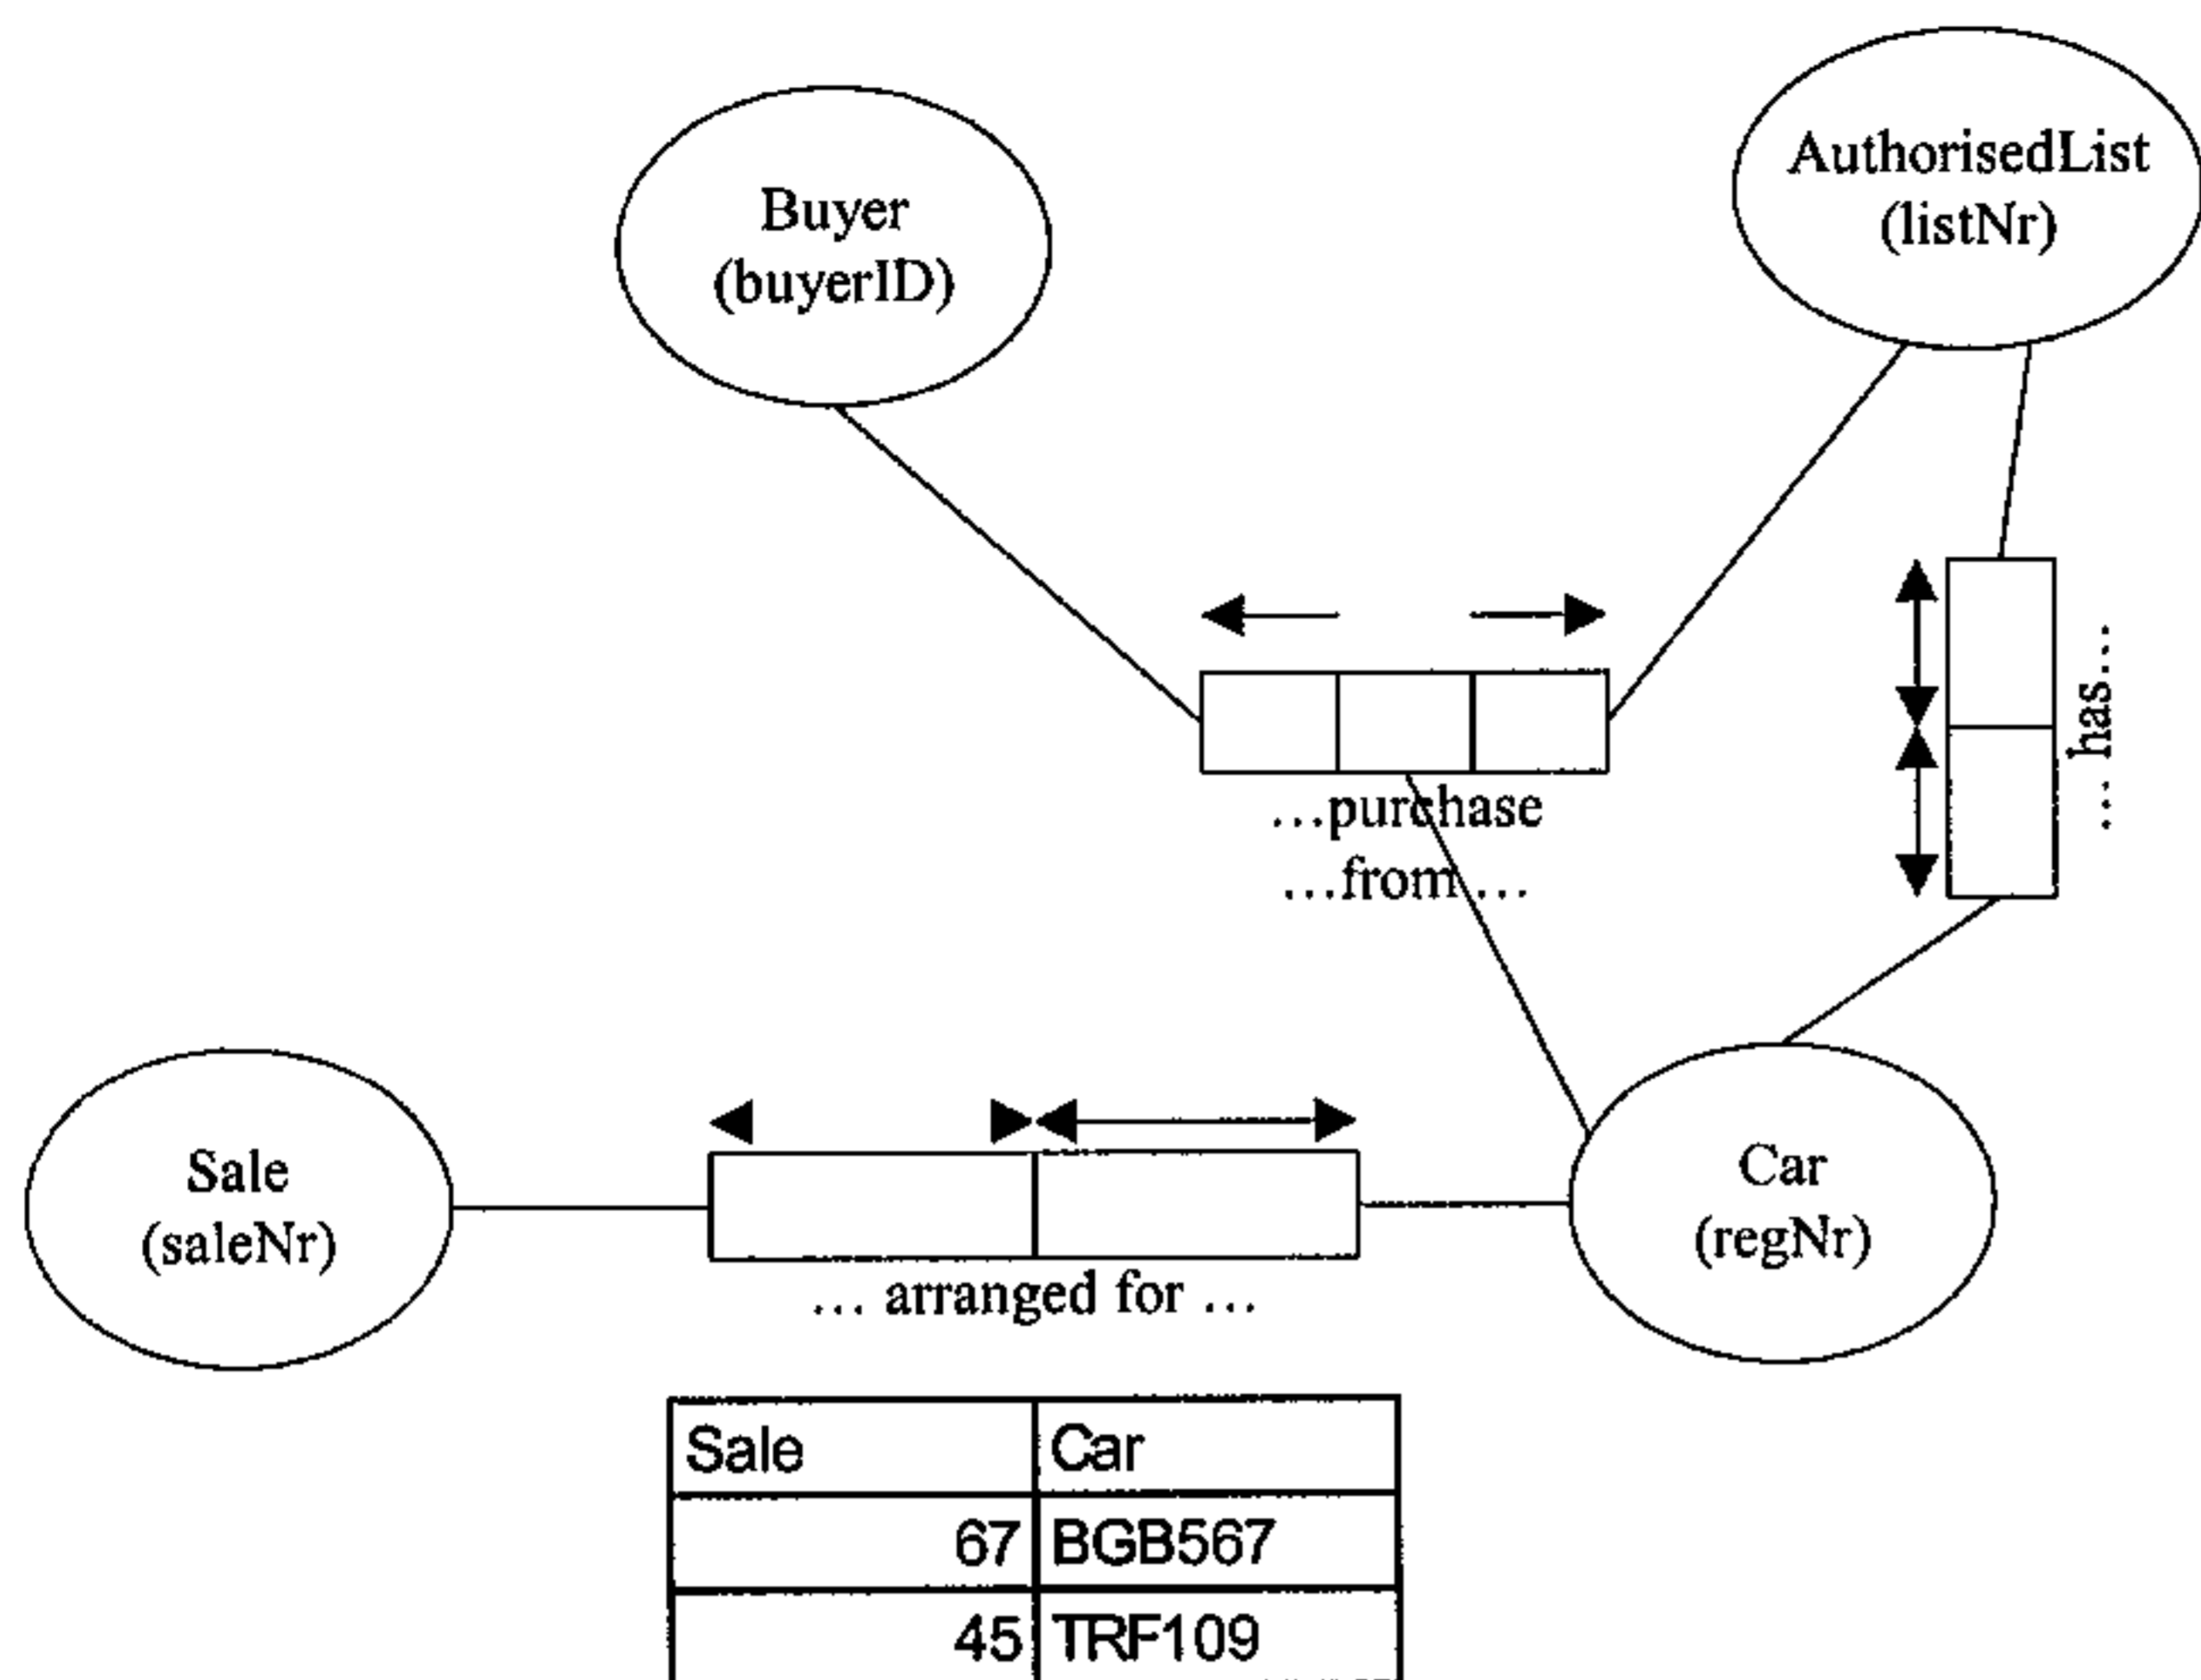 Buyer
(buyerID)
AuthorisedList
(listNr)
... has...
...purchase
...from ...
Sale
(saleNr)
Car
(regNr)
... arranged for ...
Sale Car
67 BGB567
45 TRF109